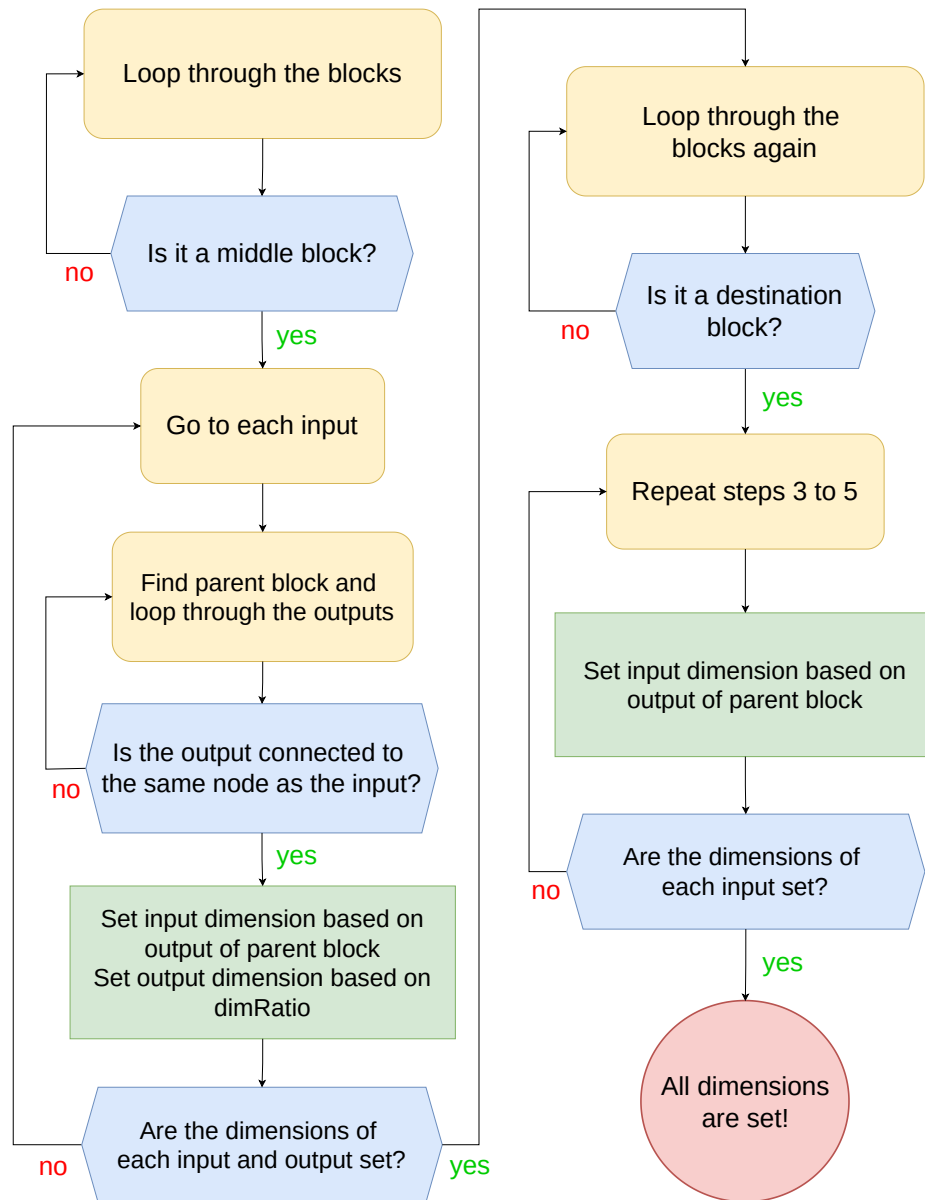 Loop through the blocks
Is it a middle block?
no
yes
Go to each input
Find parent block and
loop through the outputs
Is the output connected to
the same node as the input?
no
yes
Set input dimension based on
output of parent block
Set output dimension based on
dimRatio
Are the dimensions of
each input and output set?
no
yes
Loop through the
blocks again
Is it a destination
block?
no
yes
Repeat steps 3 to 5
Set input dimension based on
output of parent block
Are the dimensions of
each input set?
no
yes
All dimensions
are set!